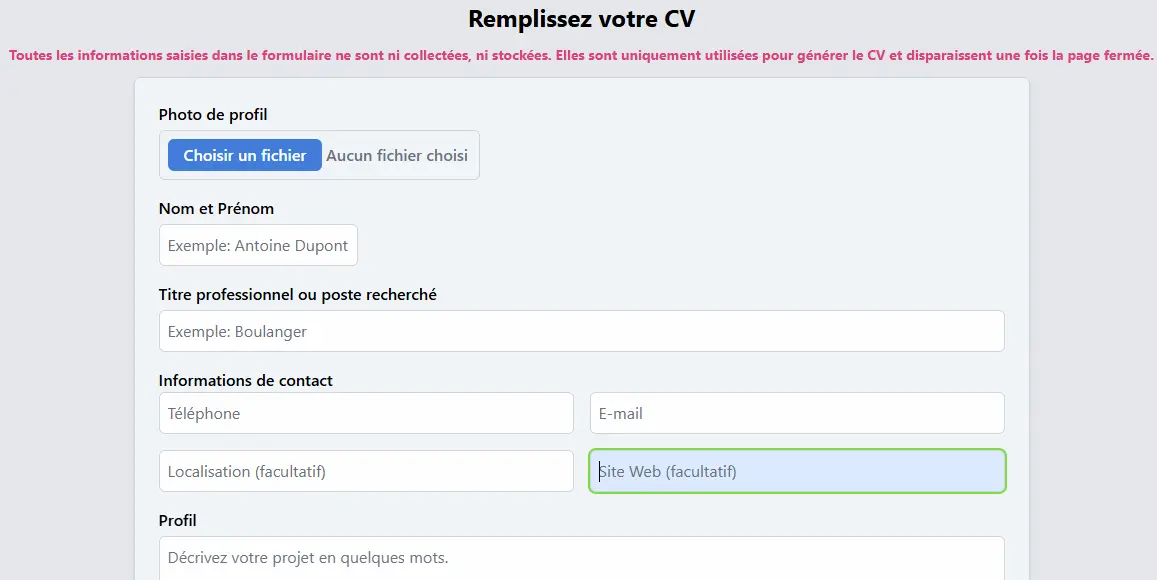 Remplissez votre CV
Toutes les informations saisies dans le formulaire ne sont ni collectées, ni stockées. Elles sont uniquement utilisées pour générer le CV et disparaissent une fois la page fermée.
Photo de profil
Choisir un fichier Aucun fichier choisi
Nom et Prénom
Exemple: Antoine Dupont
Titre professionnel ou poste recherché
Exemple: Boulanger
Informations de contact
Téléphone E-mail
Localisation (facultatif) Site Web (facultatif)
Profil
Décrivez votre projet en quelques mots.